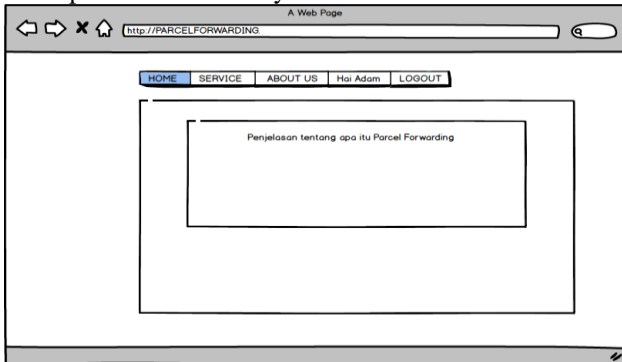 A Web Page
http://PARCELFORWARDING
HOME SERVICE ABOUT US Hai Adam LOGOUT
Penjelasan tentang apa itu Parcel Forwarding